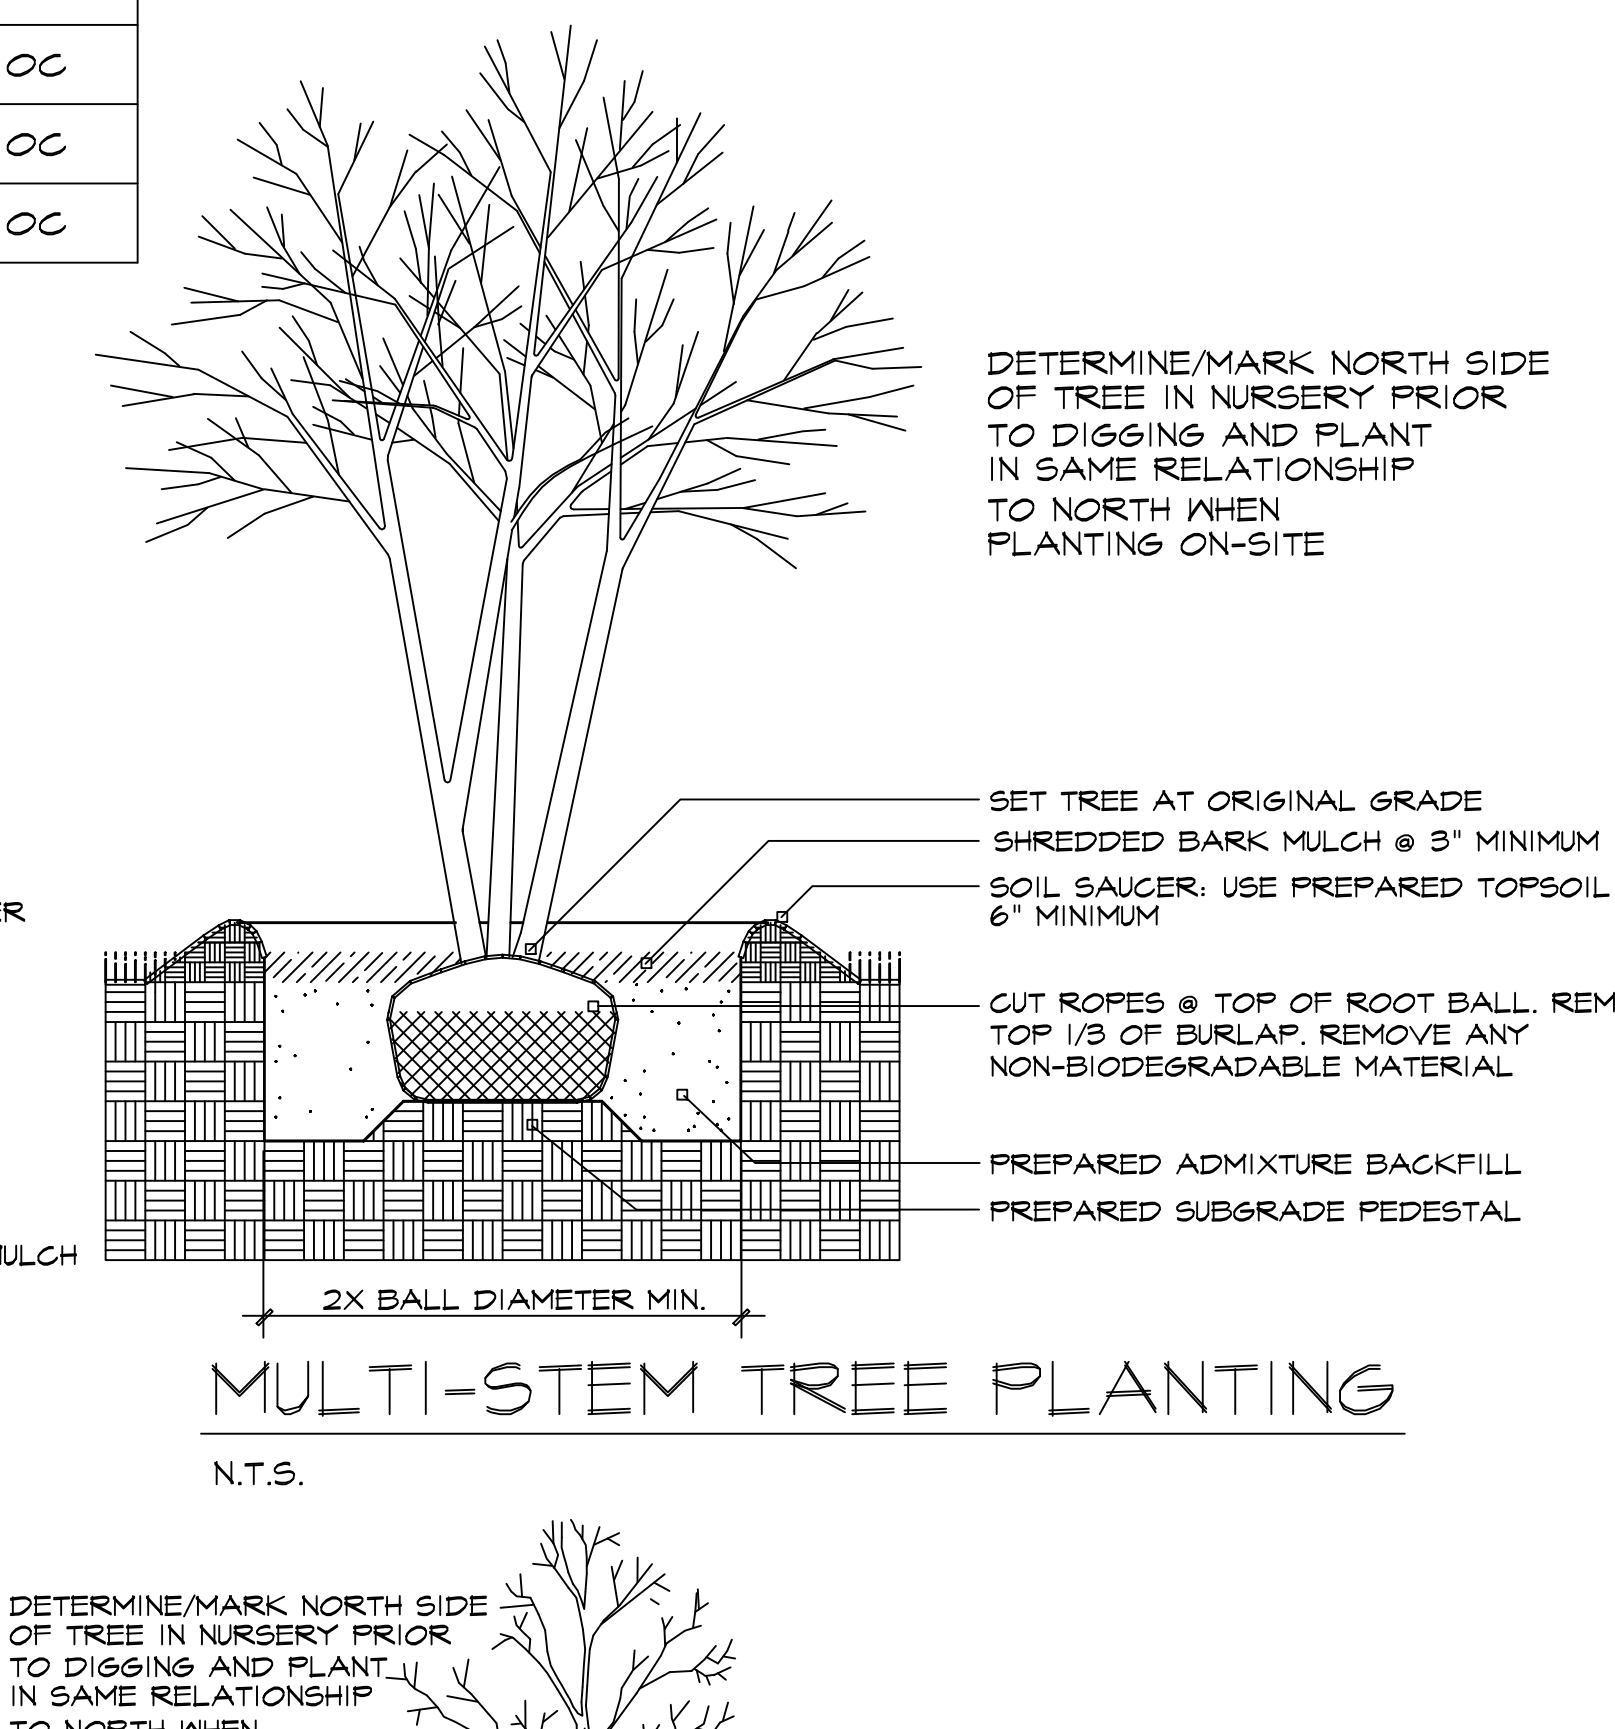 OC
OC
OC
DETERMINE/MARK NORTH SIDE
OF TREE IN NURSERY PRIOR
TO DIGGING AND PLANT
IN SAME RELATIONSHIP
TO NORTH WHEN
PLANTING ON-SITE
SET TREE AT ORIGINAL GRADE
SHREDDED BARK MULCH @ 3" MINIMUM
SOIL SAUCER: USE PREPARED TOPSOIL
6" MINIMUM
ER
CUT ROPES @ TOP OF ROOT BALL. REM
TOP 1/3 OF BURLAP. REMOVE ANY
NON-BIODEGRADABLE MATERIAL
PREPARED ADMIXTURE BACKFILL
PREPARED SUBGRADE PEDESTAL
MULCH
2X BALL DIAMETER MIN.
MULTI-STEM TREE PLANTING
N.T.S.
DETERMINE/MARK NORTH SIDE
OF TREE IN NURSERY PRIOR
TO DIGGING AND PLANT
IN SAME RELATIONSHIP
TO NORTH WHEN